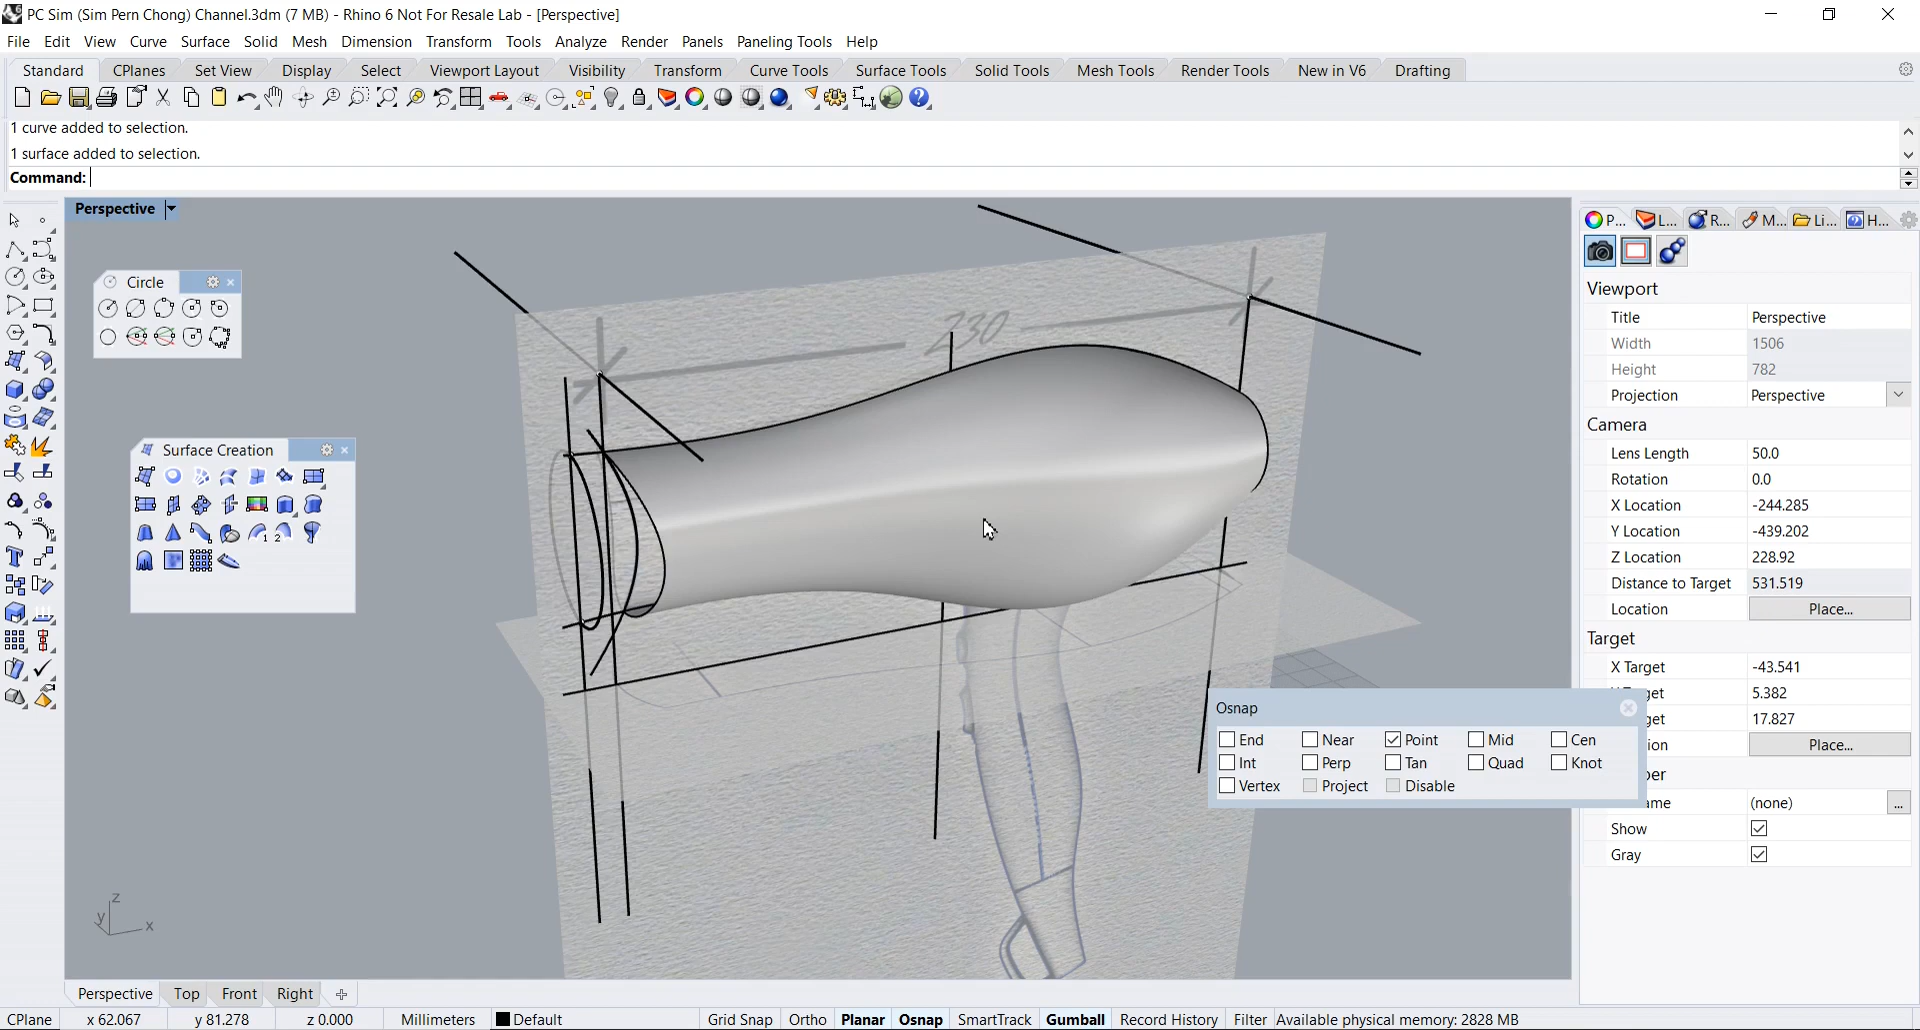 PC Sim (Sim Pern Chong) Channel.3dm (7 MB) - Rhino 6 Not For Resale Lab - [Perspective]
File Edit View Curve Surface Solid Mesh Dimension Transform Tools Analyze Render Panels Paneling Tools Help
Standard CPlanes Set View Display Select Viewport Layout Visibility Transform Curve Tools Surface Tools Solid Tools Mesh Tools Render Tools New in V6 Drafting
1 curve added to selection.
1 surface added to selection.
Command:
Perspective
P... L... R... M... Li... H...
Circle
Surface Creation
230
Viewport
Title Perspective
Width 1506
Height 782
Projection Perspective
Camera
Lens Length 50.0
Rotation 0.0
X Location -244.285
Y Location -439.202
Z Location 228.92
Distance to Target 531.519
Location Place...
Target
X Target -43.541
get 5.382
get 17.827
ion Place...
per
ame (none) ...
Show
Gray
Osnap
End Near Point Mid Cen
Int Perp Tan Quad Knot
Vertex Project Disable
z
y
x
Perspective Top Front Right
CPlane x 62.067 y 81.278 z 0.000 Millimeters Default Grid Snap Ortho Planar Osnap SmartTrack Gumball Record History Filter Available physical memory: 2828 MB